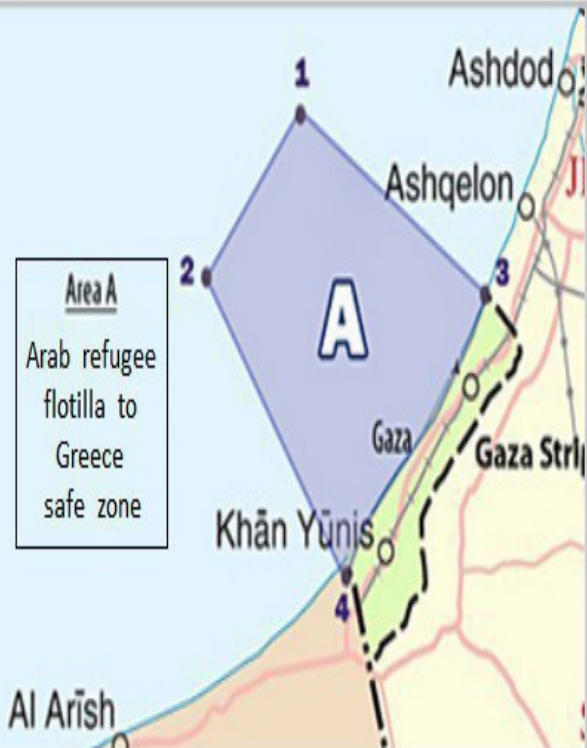 1
Ashdod
Ashqelon
2
3
Area A
Arab refugee
flotilla to
Greece
safe zone
A
Gaza
Gaza Stri
Khān Yūnis
4
Al Arīsh